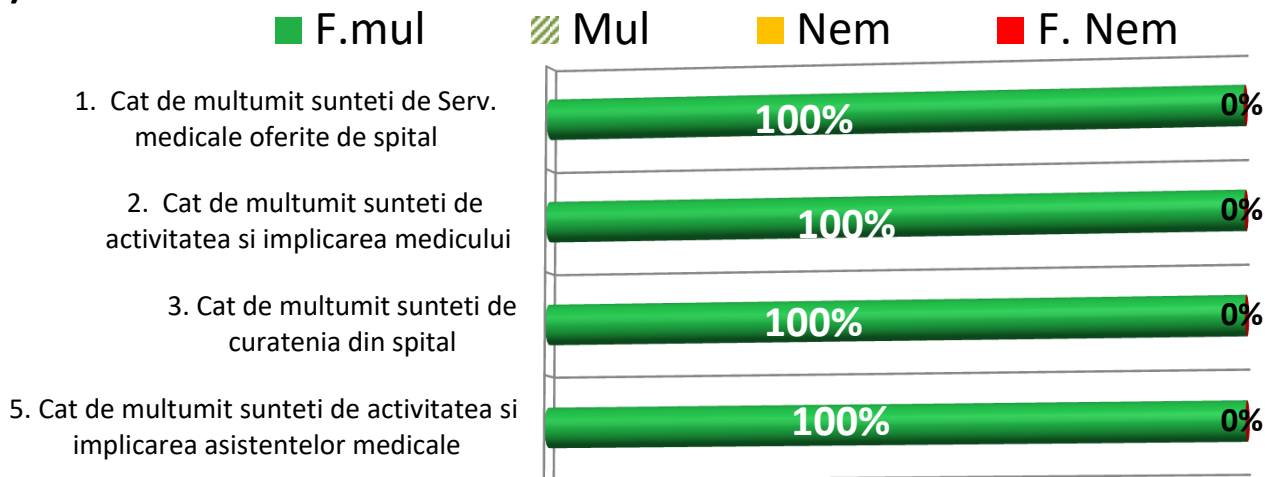 F.mul Mul Nem F. Nem
1. Cat de multumit sunteti de Serv.
medicale oferite de spital
100% 0%
2. Cat de multumit sunteti de
activitatea si implicarea medicului
100% 0%
3. Cat de multumit sunteti de
curatenia din spital
100% 0%
5. Cat de multumit sunteti de activitatea si
implicarea asistentelor medicale
100% 0%